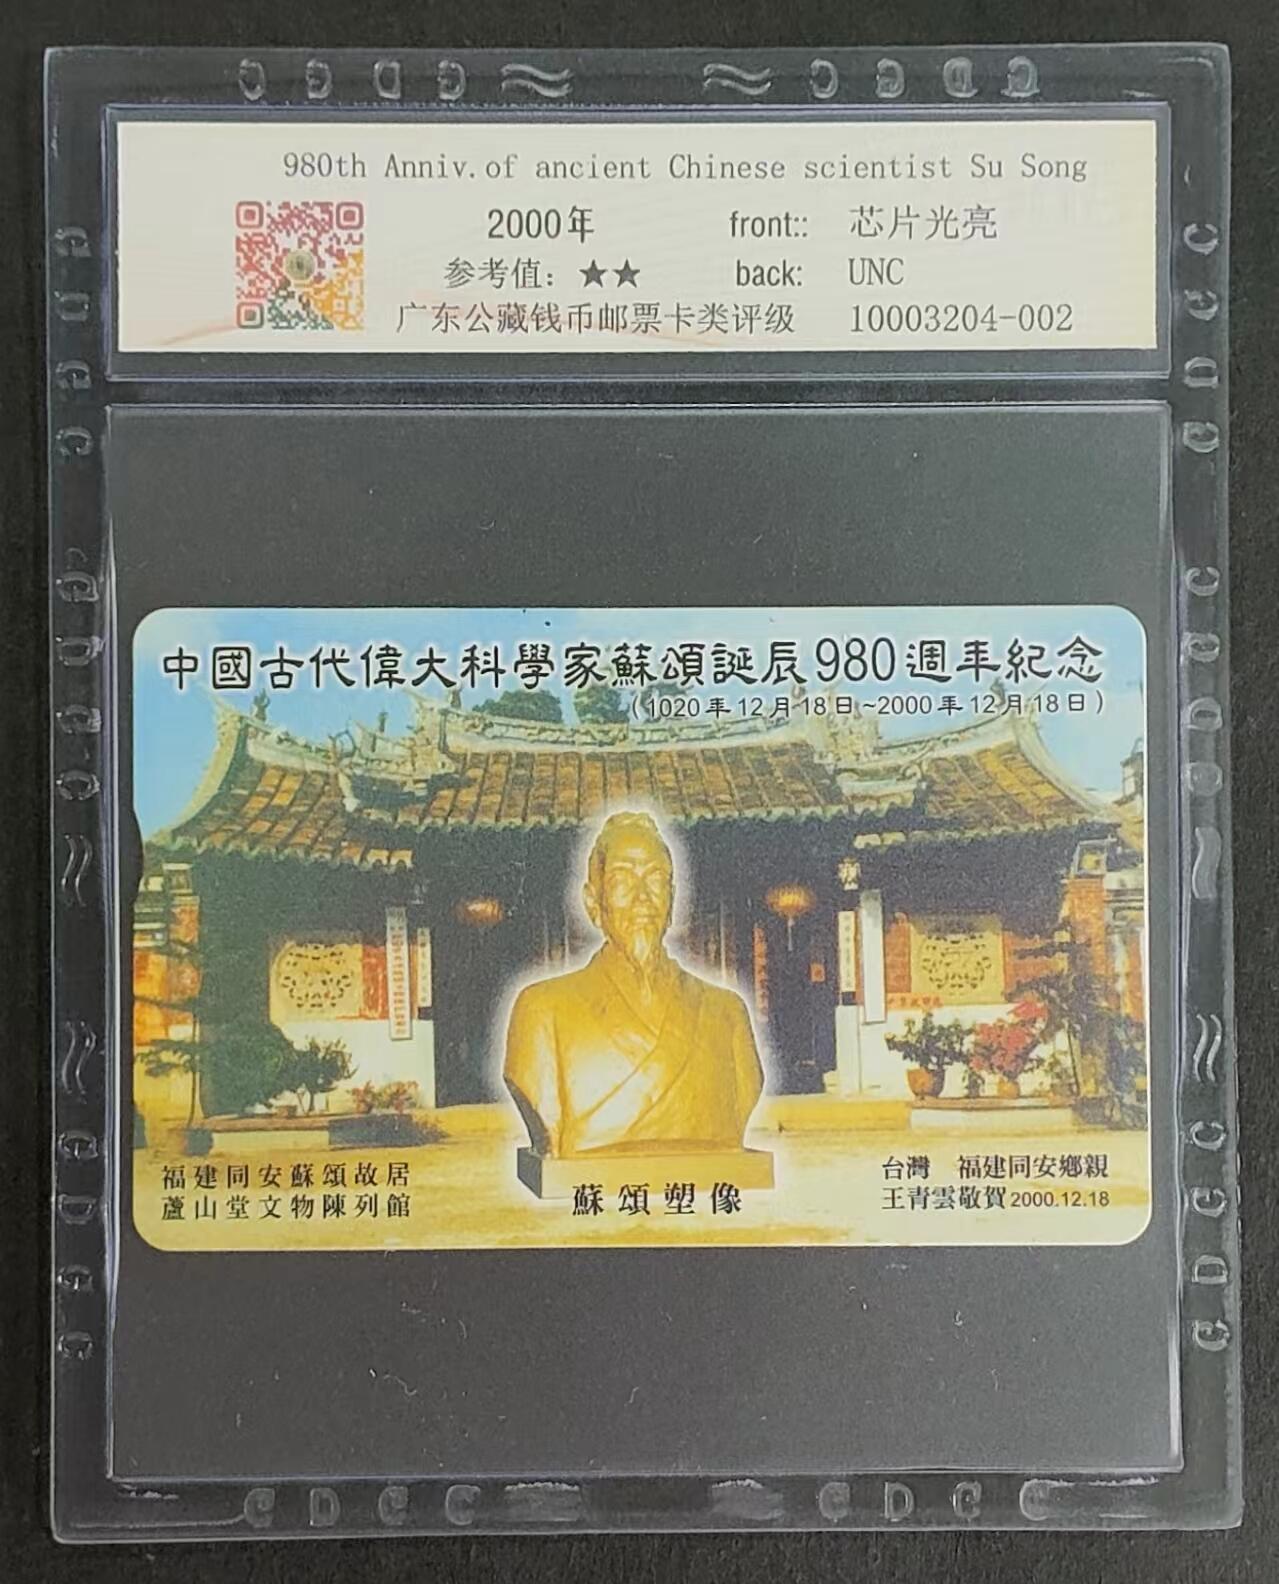 980th Anniv.of ancient Chinese scientist Su Song
2000年 front:: 芯片光亮
参考值: ★★ back: UNC
广东公藏钱币邮票卡类评级 10003204-002
中國古代偉大科學家蘇頌誕辰980週年紀念
(1020年12月18日~2000年12月18日)
福建同安蘇頌故居
蘆山堂文物陳列館
蘇頌塑像
台灣 福建同安鄉親
王青雲敬賀2000.12.18